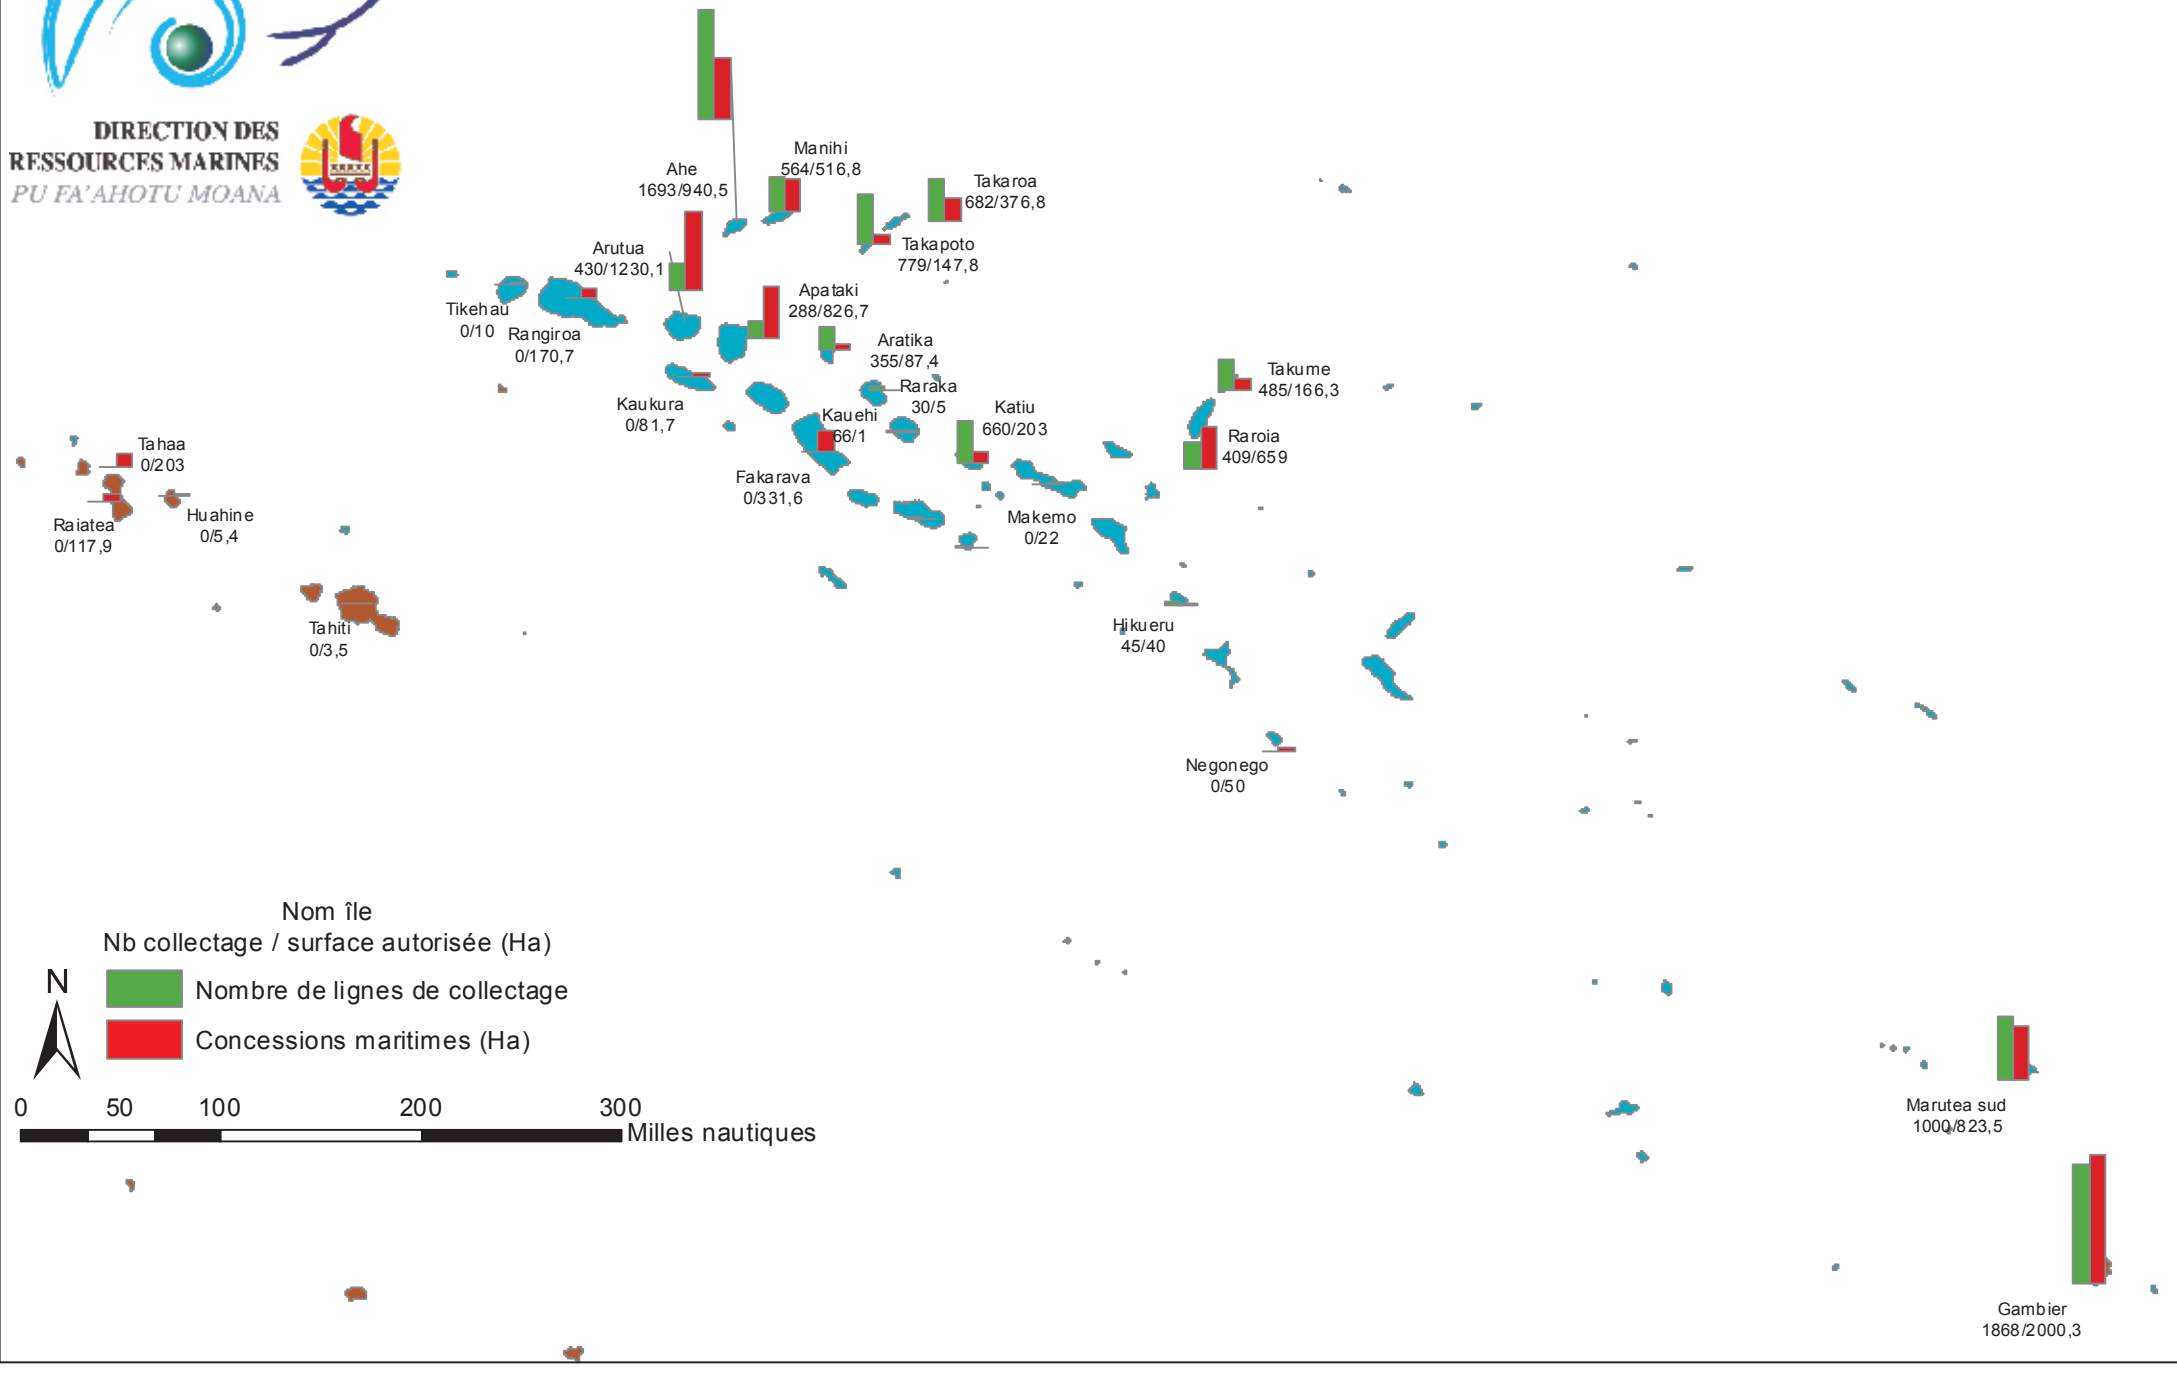 DIRECTION DES
RESSOURCES MARINES
PU FA'AHOTU MOANA
Ahe
1693/940,5
Manihi
564/516,8
Takaroa
682/376,8
Takapoto
779/147,8
Arutua
430/1230,1
Apataki
288/826,7
Tikehau
0/10
Rangiroa
0/170,7
Aratika
355/87,4
Raraka
30/5
Kaukura
0/81,7
Kauehi
66/1
Katiu
660/203
Takume
485/166,3
Raroia
409/659
Fakarava
0/331,6
Makemo
0/22
Tahaa
0/203
Raiatea
0/117,9
Huahine
0/5,4
Tahiti
0/3,5
Hikueru
45/40
Negonego
0/50
Nom île
Nb collectage / surface autorisée (Ha)
N
Nombre de lignes de collectage
Concessions maritimes (Ha)
0 50 100 200 300
Milles nautiques
Marutea sud
1000/823,5
Gambier
1868/2000,3